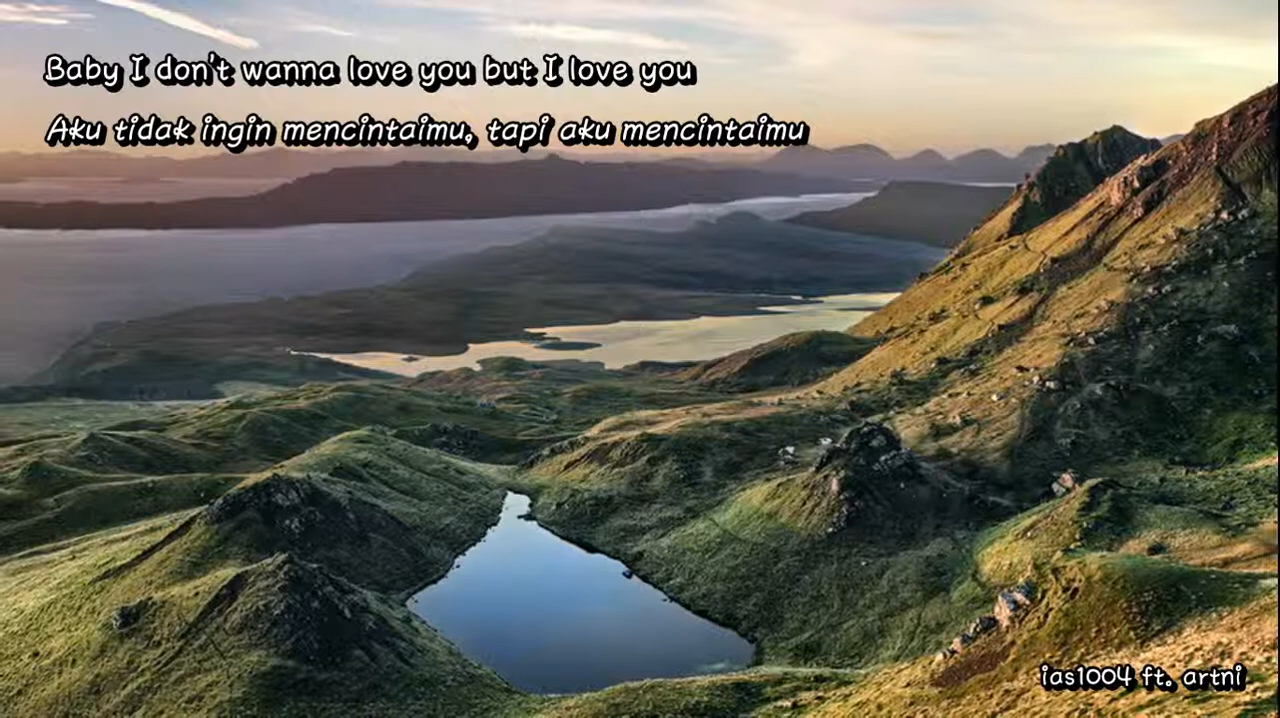 Baby I don't wanna love you but I love you
Aku tidak ingin mencintaimu, tapi aku mencintaimu
ias1004 ft. artni